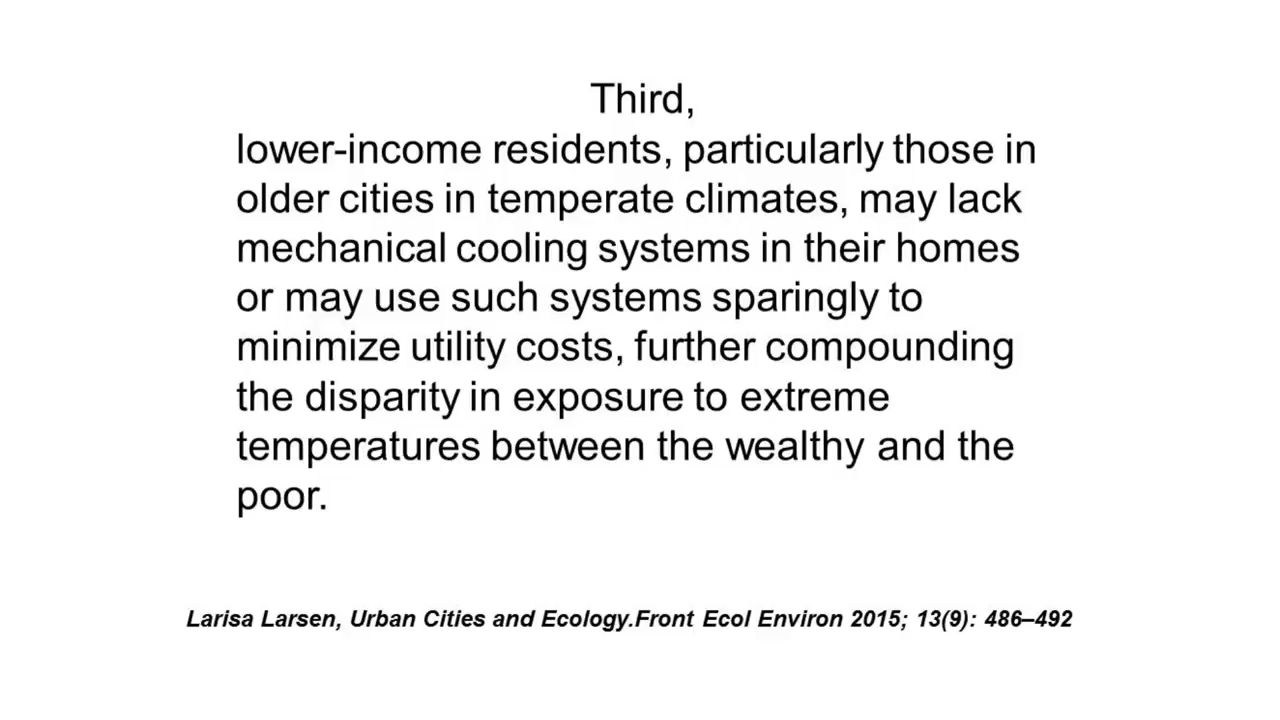 Third,
lower-income residents, particularly those in
older cities in temperate climates, may lack
mechanical cooling systems in their homes
or may use such systems sparingly to
minimize utility costs, further compounding
the disparity in exposure to extreme
temperatures between the wealthy and the
poor.
Larisa Larsen, Urban Cities and Ecology.Front Ecol Environ 2015; 13(9): 486–492